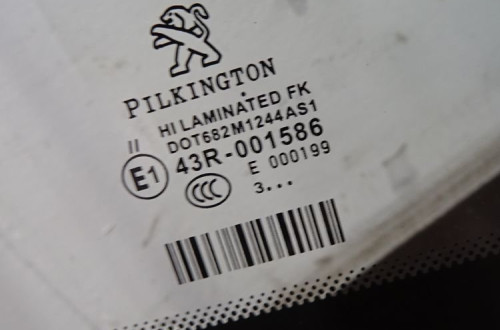 PILKINGTON
HI LAMINATED FK
II DOT682M1244AS1
E1 43R-001586
CCC E 000199
3...